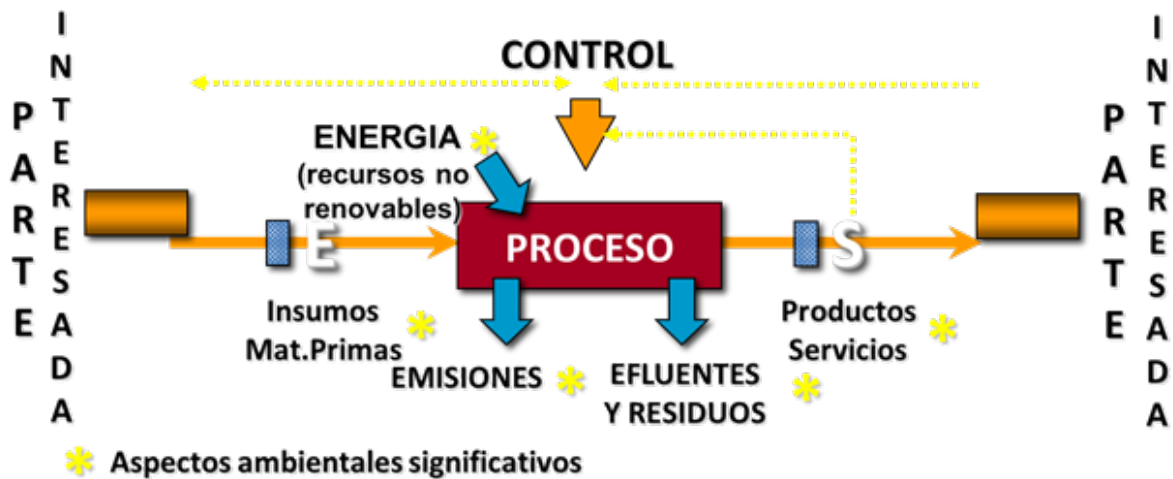 PARTE
INTERESADA
CONTROL
ENERGIA
(recursos no
renovables)
E
PROCESO
S
Insumos
Mat.Primas
EMISIONES
EFLUENTES
Y RESIDUOS
Productos
Servicios
PARTE
INTERESADA
Aspectos ambientales significativos